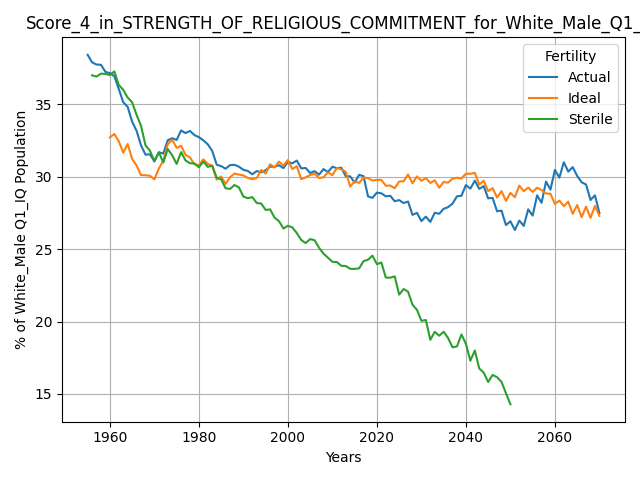 Score_4_in_STRENGTH_OF_RELIGIOUS_COMMITMENT_for_White_Male_Q1_
Fertility
Actual
Ideal
Sterile
% of White_Male Q1_IQ Population
35
30
25
20
15
1960 1980 2000 2020 2040 2060
Years